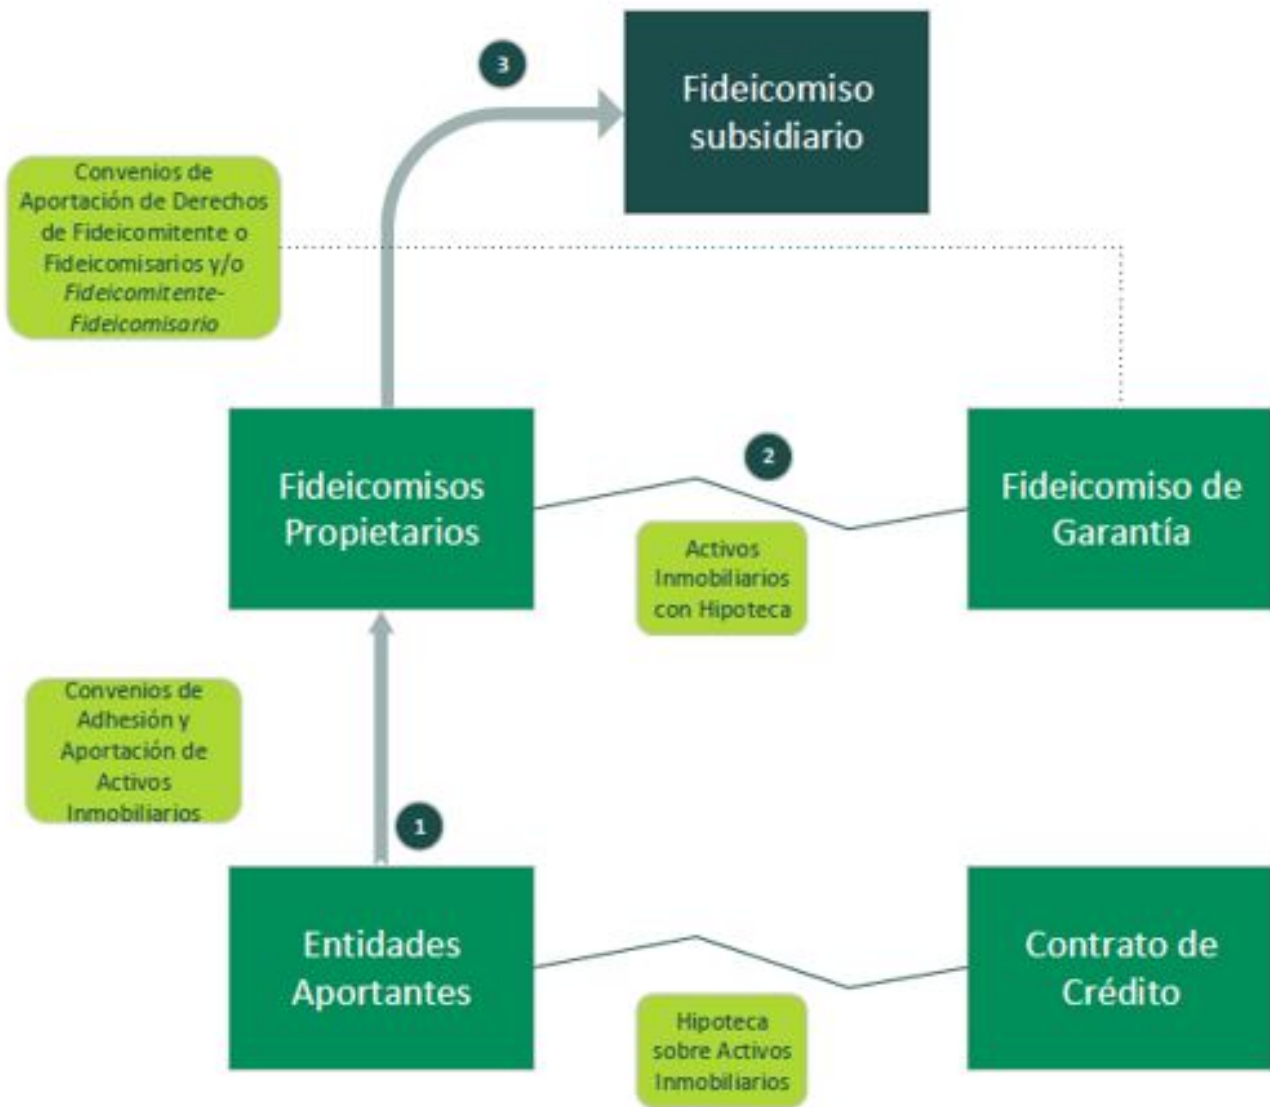 3
Fideicomiso
subsidiario
Convenios de
Aportación de Derechos
de Fideicomitente o
Fideicomisarios y/o
Fideicomitente-
Fideicomisario
Fideicomisos
Propietarios
2
Activos
Inmobiliarios
con Hipoteca
Fideicomiso de
Garantía
Convenios de
Adhesión y
Aportación de
Activos
Inmobiliarios
1
Entidades
Aportantes
Hipoteca
sobre Activos
Inmobiliarios
Contrato de
Crédito